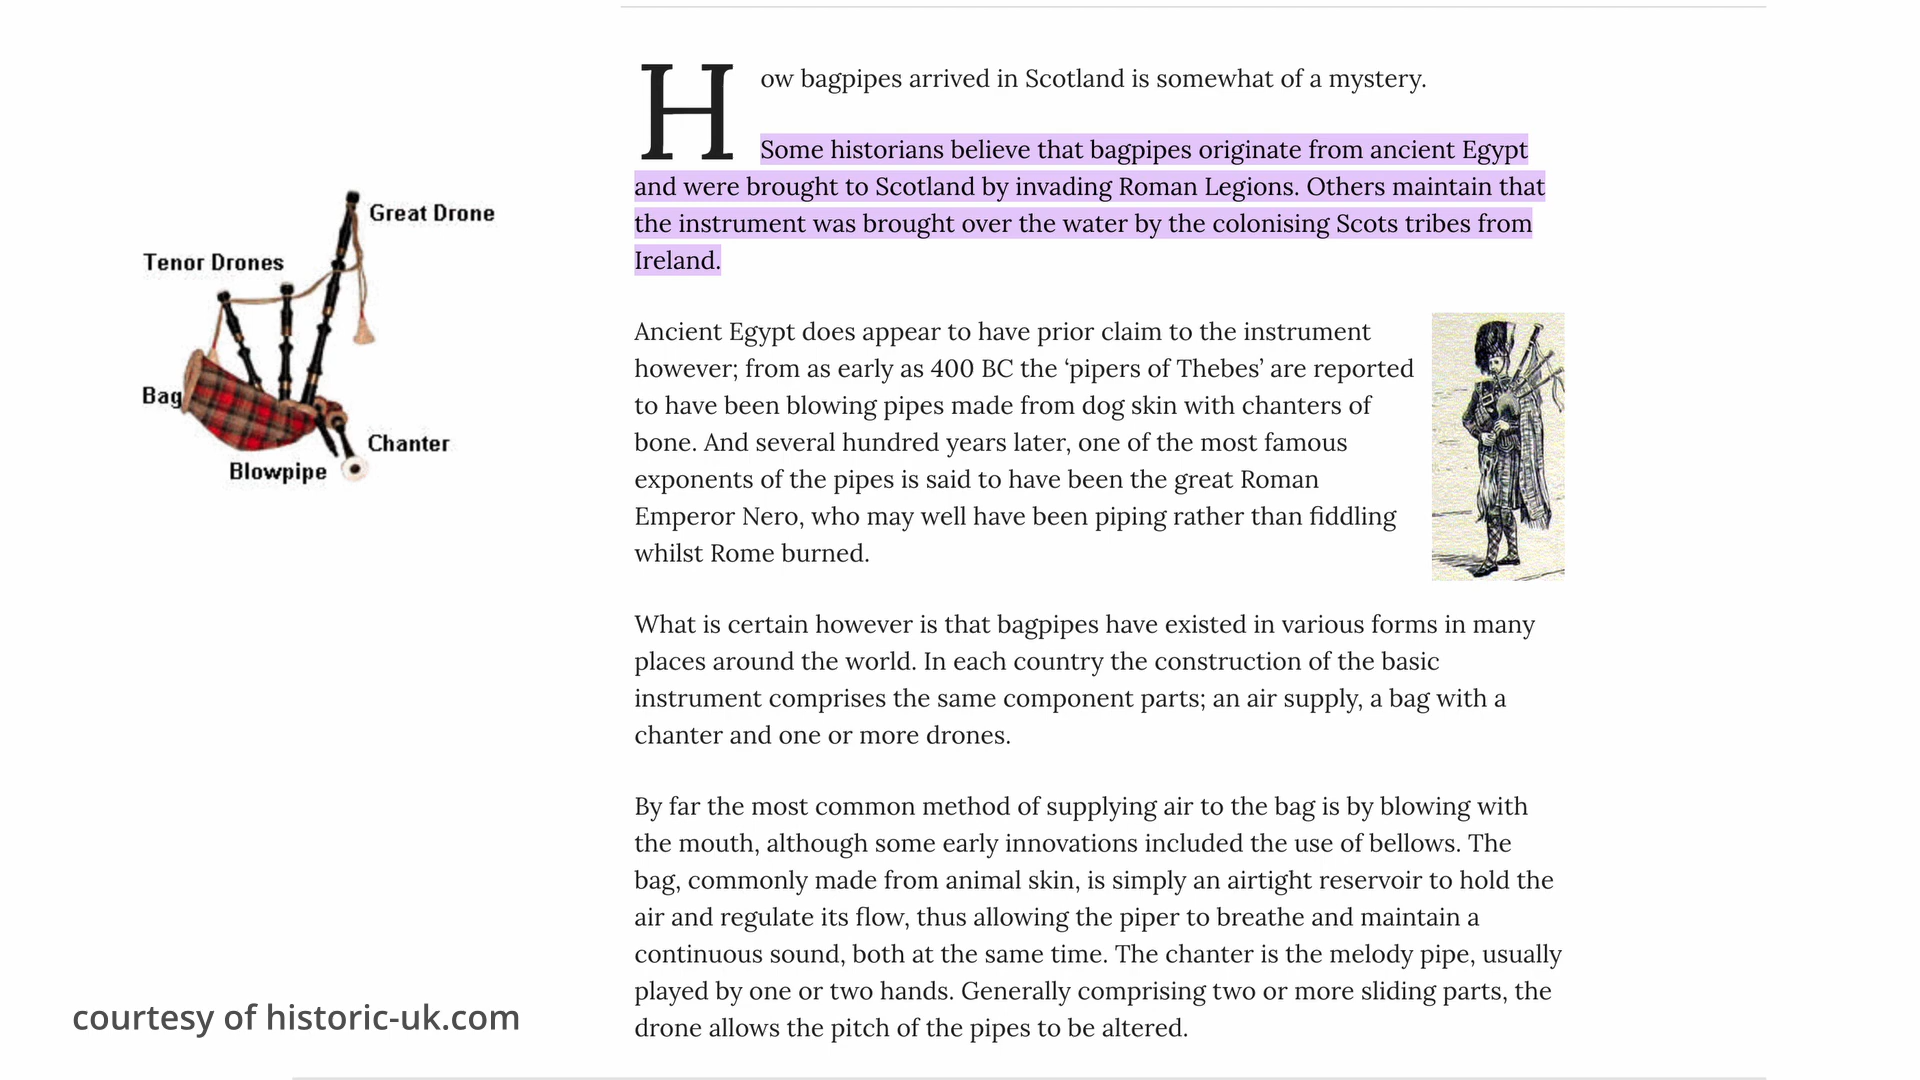 Great Drone
Tenor Drones
Bag
Chanter
Blowpipe
How bagpipes arrived in Scotland is somewhat of a mystery.
Some historians believe that bagpipes originate from ancient Egypt
and were brought to Scotland by invading Roman Legions. Others maintain that
the instrument was brought over the water by the colonising Scots tribes from
Ireland.
Ancient Egypt does appear to have prior claim to the instrument
however; from as early as 400 BC the ‘pipers of Thebes’ are reported
to have been blowing pipes made from dog skin with chanters of
bone. And several hundred years later, one of the most famous
exponents of the pipes is said to have been the great Roman
Emperor Nero, who may well have been piping rather than fiddling
whilst Rome burned.
What is certain however is that bagpipes have existed in various forms in many
places around the world. In each country the construction of the basic
instrument comprises the same component parts; an air supply, a bag with a
chanter and one or more drones.
By far the most common method of supplying air to the bag is by blowing with
the mouth, although some early innovations included the use of bellows. The
bag, commonly made from animal skin, is simply an airtight reservoir to hold the
air and regulate its flow, thus allowing the piper to breathe and maintain a
continuous sound, both at the same time. The chanter is the melody pipe, usually
played by one or two hands. Generally comprising two or more sliding parts, the
drone allows the pitch of the pipes to be altered.
courtesy of historic-uk.com